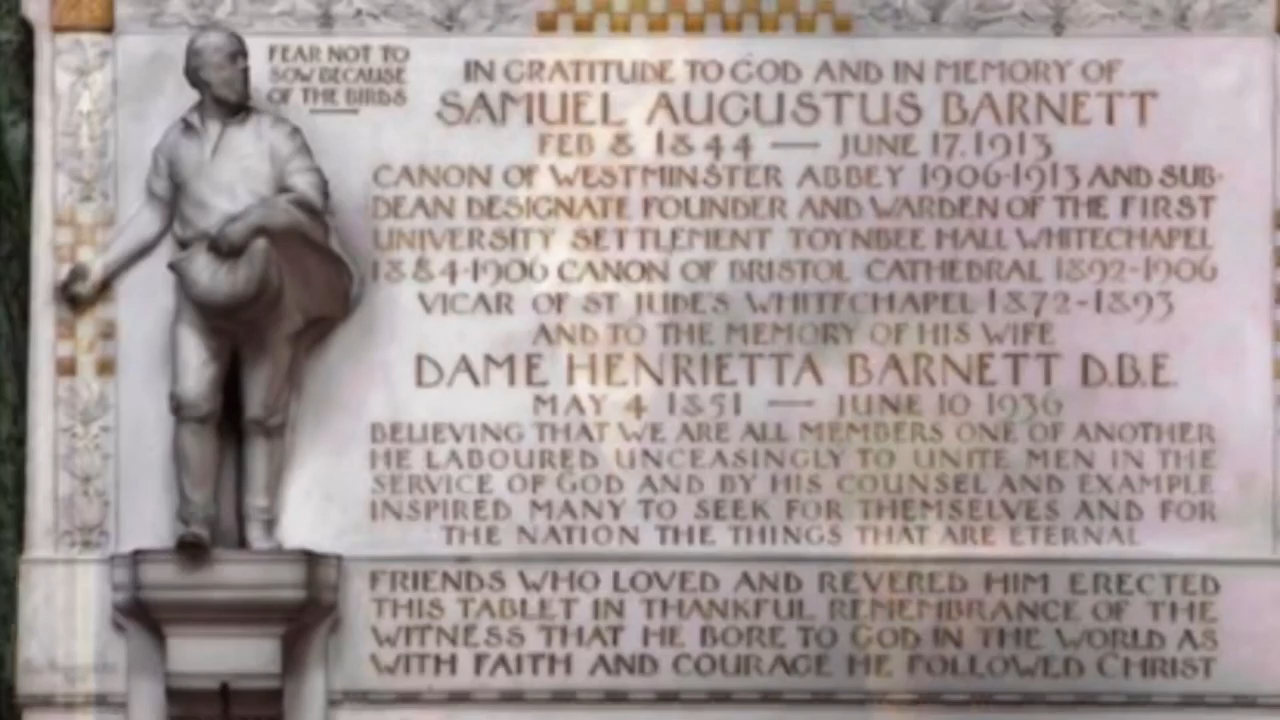 FEAR NOT TO
SOW BECAUSE
OF THE BIRDS
IN GRATITUDE TO GOD AND IN MEMORY OF
SAMUEL AUGUSTUS BARNETT
FEB 8 1844 — JUNE 17.1913
CANON OF WESTMINSTER ABBEY 1906-1913 AND SUB-
DEAN DESIGNATE FOUNDER AND WARDEN OF THE FIRST
UNIVERSITY SETTLEMENT TOYNBEE HALL WHITECHAPEL
1884-1906 CANON OF BRISTOL CATHEDRAL 1892-1906
VICAR OF ST JUDE'S WHITECHAPEL 1872-1893
AND TO THE MEMORY OF HIS WIFE
DAME HENRIETTA BARNETT D.B.E.
MAY 4 1851 — JUNE 10 1936
BELIEVING THAT WE ARE ALL MEMBERS ONE OF ANOTHER
HE LABOURED UNCEASINGLY TO UNITE MEN IN THE
SERVICE OF GOD AND BY HIS COUNSEL AND EXAMPLE
INSPIRED MANY TO SEEK FOR THEMSELVES AND FOR
THE NATION THE THINGS THAT ARE ETERNAL
FRIENDS WHO LOVED AND REVERED HIM ERECTED
THIS TABLET IN THANKFUL REMEMBRANCE OF THE
WITNESS THAT HE BORE TO GOD IN THE WORLD AS
WITH FAITH AND COURAGE HE FOLLOWED CHRIST